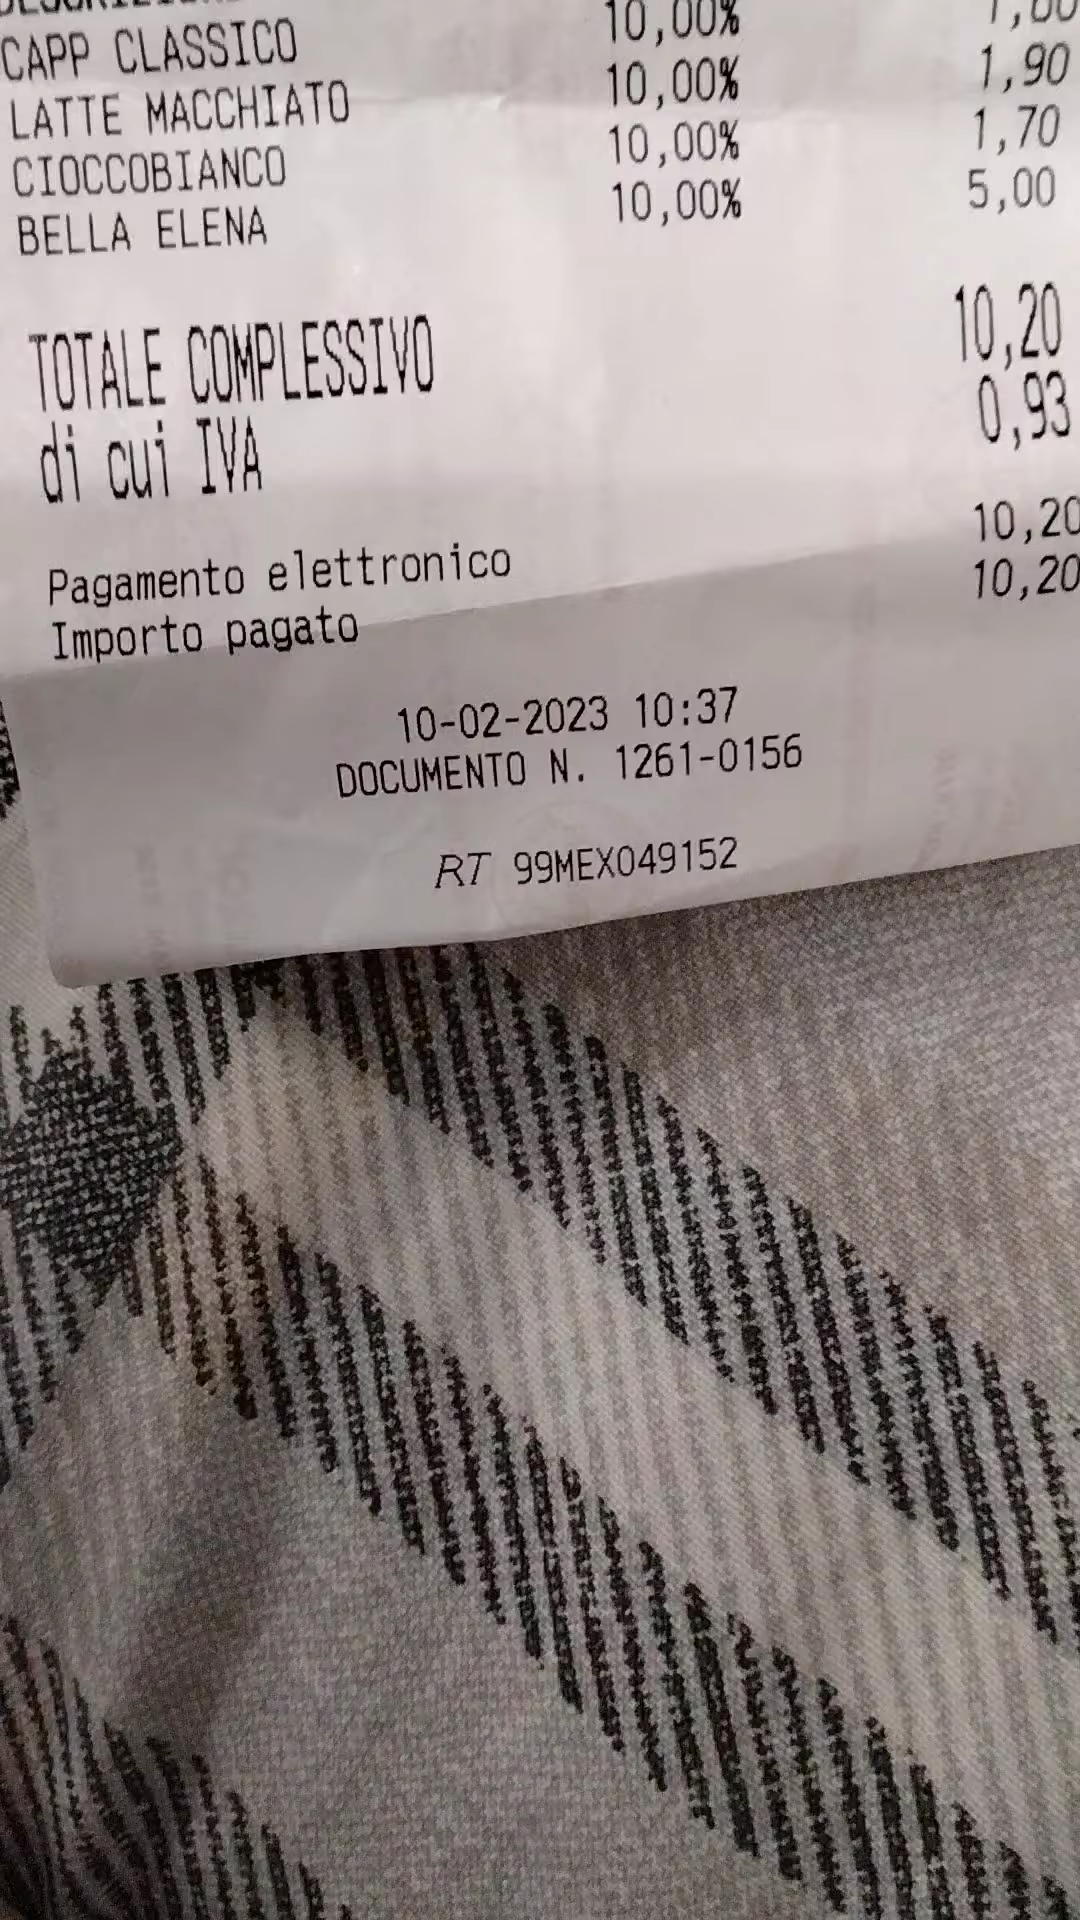 CAPP CLASSICO 10,00%
LATTE MACCHIATO 10,00% 1,90
CIOCCOBIANCO 10,00% 1,70
BELLA ELENA 10,00% 5,00
TOTALE COMPLESSIVO 10,20
di cui IVA 0,93
Pagamento elettronico 10,20
Importo pagato 10,20
10-02-2023 10:37
DOCUMENTO N. 1261-0156
RT 99MEX049152